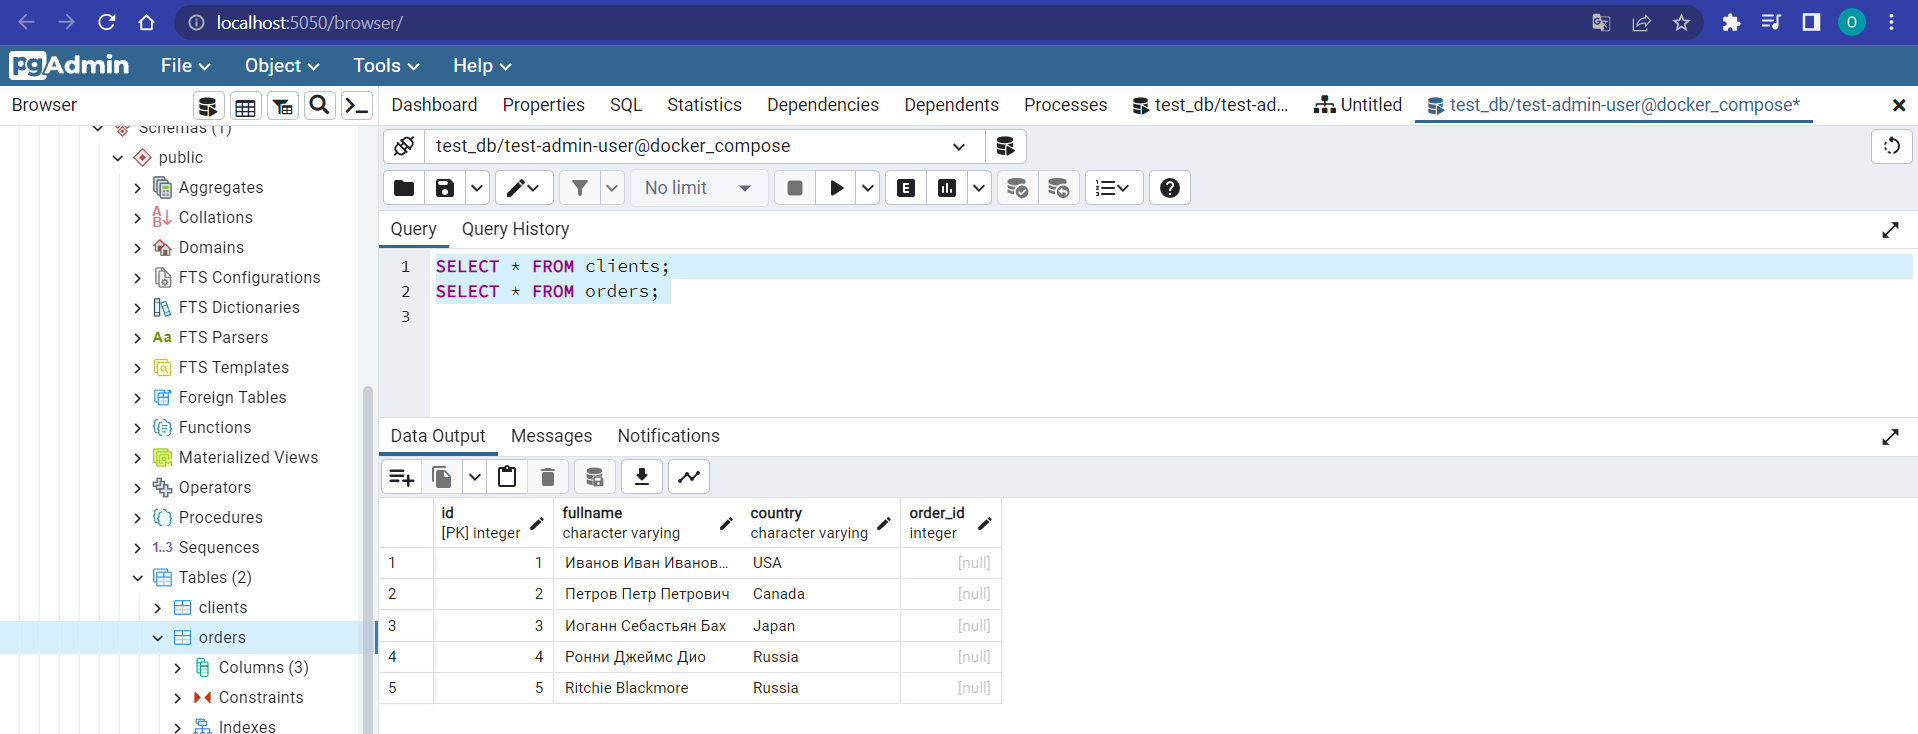 localhost:5050/browser/
O
pgAdmin File Object Tools Help
Browser
Dashboard Properties SQL Statistics Dependencies Dependents Processes test_db/test-ad... Untitled test_db/test-admin-user@docker_compose*
Schemas (1)
public
Aggregates
Collations
Domains
FTS Configurations
FTS Dictionaries
Aa FTS Parsers
FTS Templates
Foreign Tables
Functions
Materialized Views
Operators
Procedures
1..3 Sequences
Tables (2)
clients
orders
Columns (3)
Constraints
Indexes
test_db/test-admin-user@docker_compose
No limit
E
Query Query History
1 SELECT * FROM clients;
2 SELECT * FROM orders;
3
Data Output Messages Notifications
id fullname country order_id
[PK] integer character varying character varying integer
1 1 Иванов Иван Иванов... USA [null]
2 2 Петров Петр Петрович Canada [null]
3 3 Иоганн Себастьян Бах Japan [null]
4 4 Ронни Джеймс Дио Russia [null]
5 5 Ritchie Blackmore Russia [null]